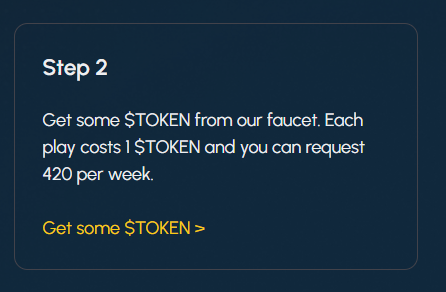 Step 2
Get some $TOKEN from our faucet. Each
play costs 1 $TOKEN and you can request
420 per week.
Get some $TOKEN >